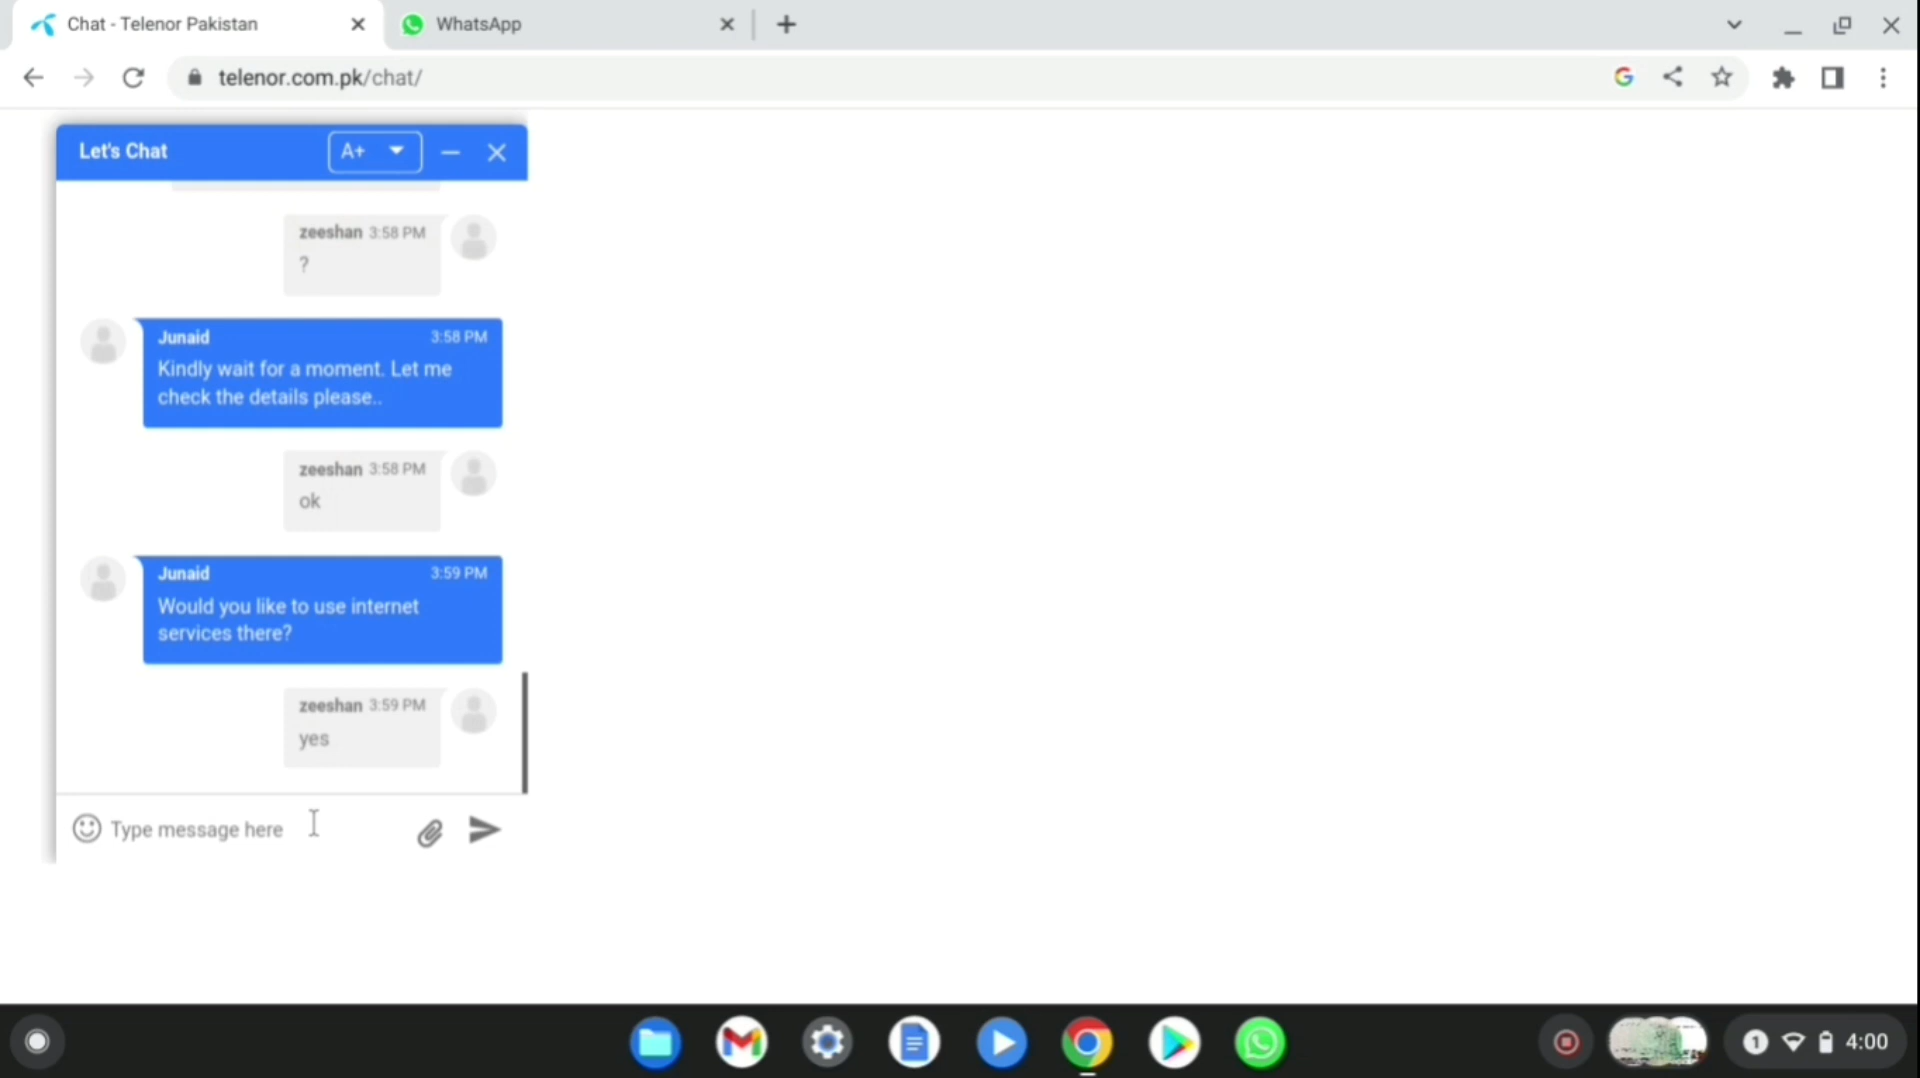 Chat - Telenor Pakistan
WhatsApp
telenor.com.pk/chat/
Let's Chat
A+
zeeshan 3:58 PM
?
Junaid 3:58 PM
Kindly wait for a moment. Let me
check the details please..
zeeshan 3:58 PM
ok
Junaid 3:59 PM
Would you like to use internet
services there?
zeeshan 3:59 PM
yes
Type message here
1 4:00